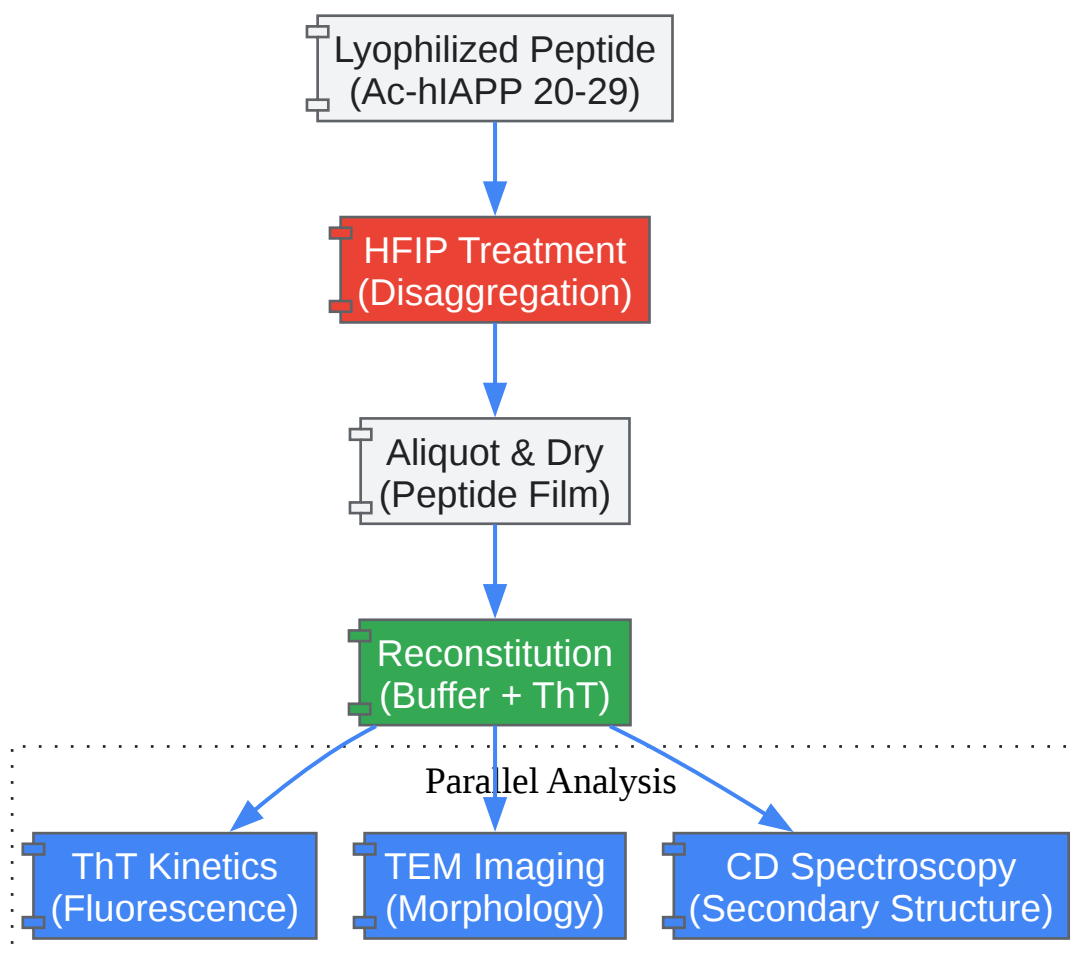 Lyophilized Peptide
(Ac-hIAPP 20-29)
HFIP Treatment
(Disaggregation)
Aliquot & Dry
(Peptide Film)
Reconstitution
(Buffer + ThT)
Parallel Analysis
ThT Kinetics
(Fluorescence)
TEM Imaging
(Morphology)
CD Spectroscopy
(Secondary Structure)